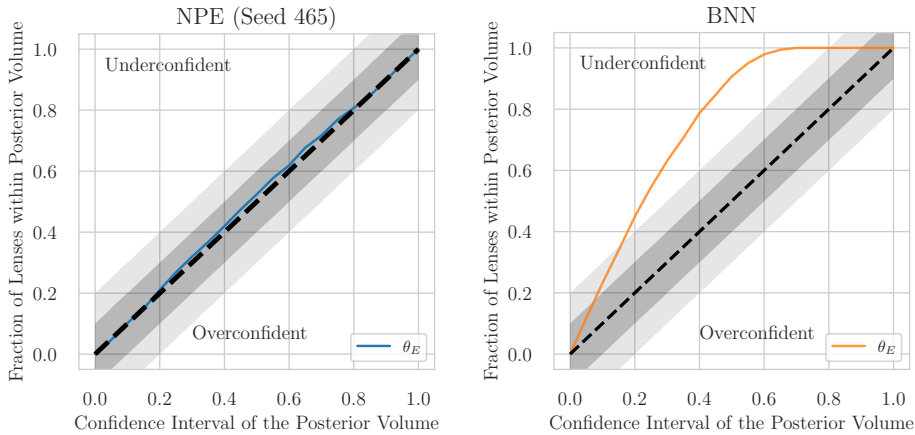 NPE (Seed 465)
Fraction of Lenses within Posterior Volume
1.0
0.8
0.6
0.4
0.2
0.0
Underconfident
Overconfident
θ_E
0.0 0.2 0.4 0.6 0.8 1.0
Confidence Interval of the Posterior Volume
BNN
Fraction of Lenses within Posterior Volume
1.0
0.8
0.6
0.4
0.2
0.0
Underconfident
Overconfident
θ_E
0.0 0.2 0.4 0.6 0.8 1.0
Confidence Interval of the Posterior Volume